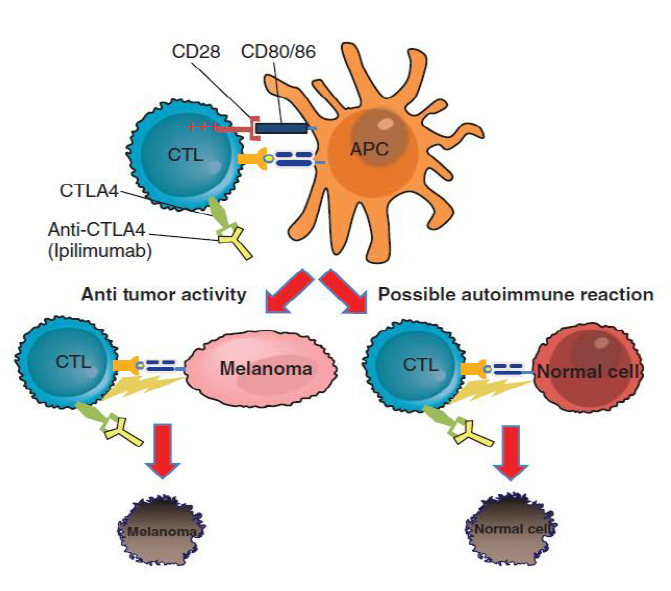 CD28 CD80/86
+++
CTL
APC
CTLA4
Anti-CTLA4
(Ipilimumab)
Anti tumor activity
Possible autoimmune reaction
CTL
Melanoma
CTL
Normal cell
Melanoma
Normal cell